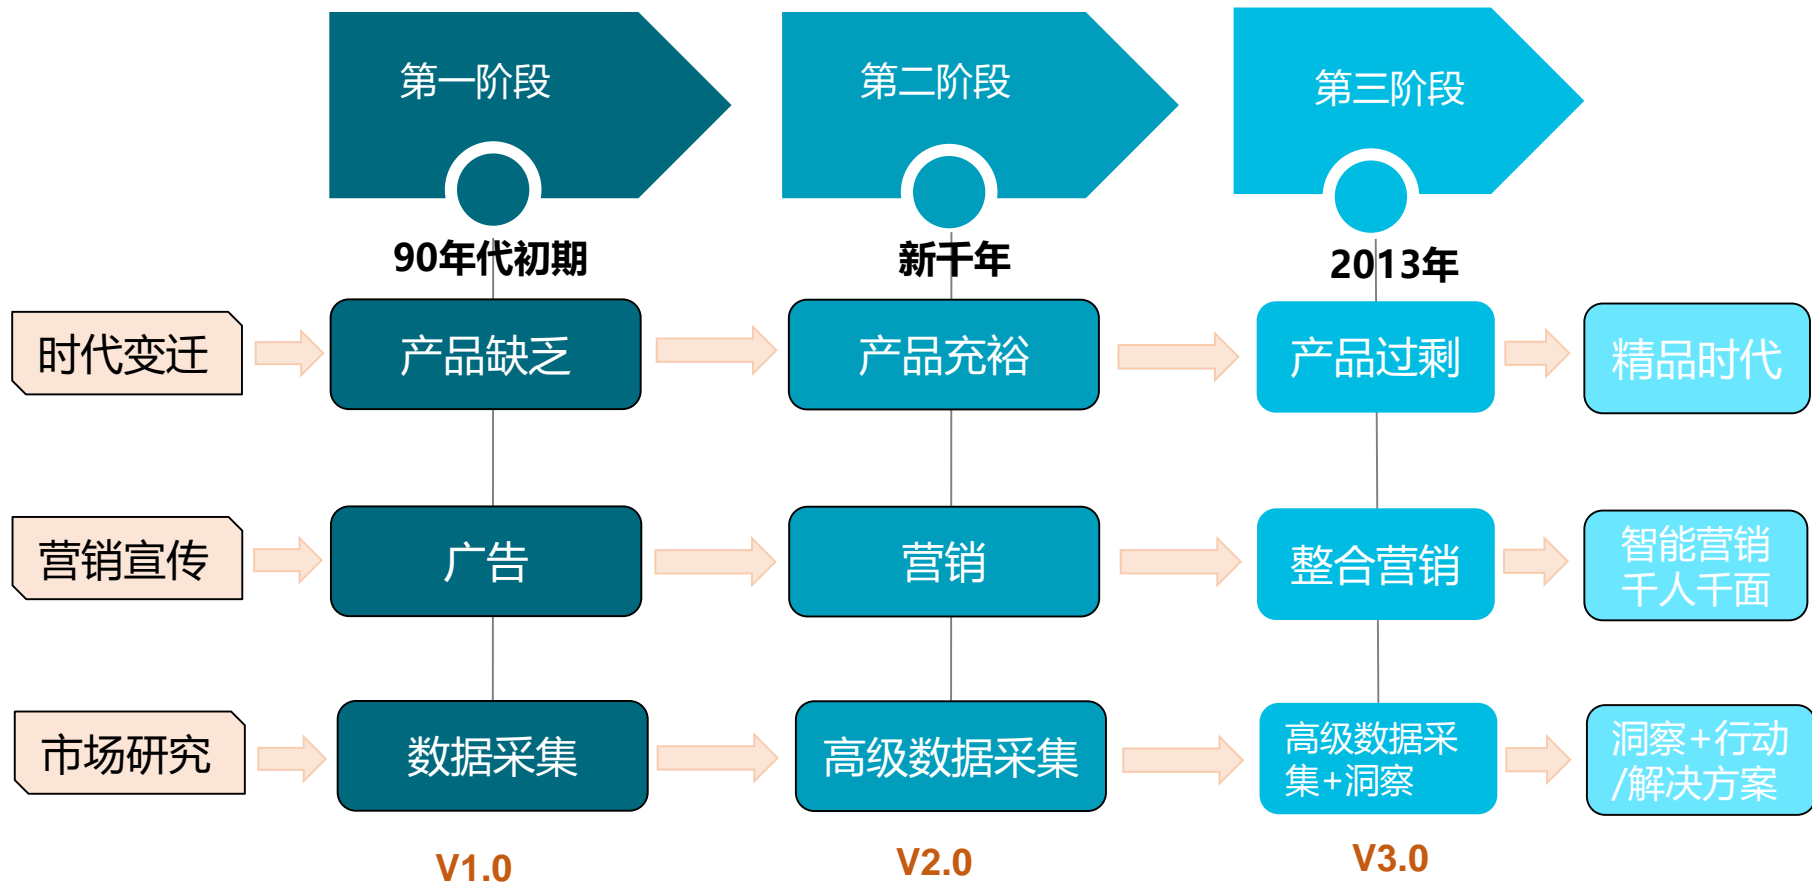 第一阶段
第二阶段
第三阶段
90年代初期
新千年
2013年
时代变迁
产品缺乏
产品充裕
产品过剩
精品时代
营销宣传
广告
营销
整合营销
智能营销
千人千面
市场研究
数据采集
高级数据采集
高级数据采
集+洞察
洞察+行动
/解决方案
V1.0
V2.0
V3.0